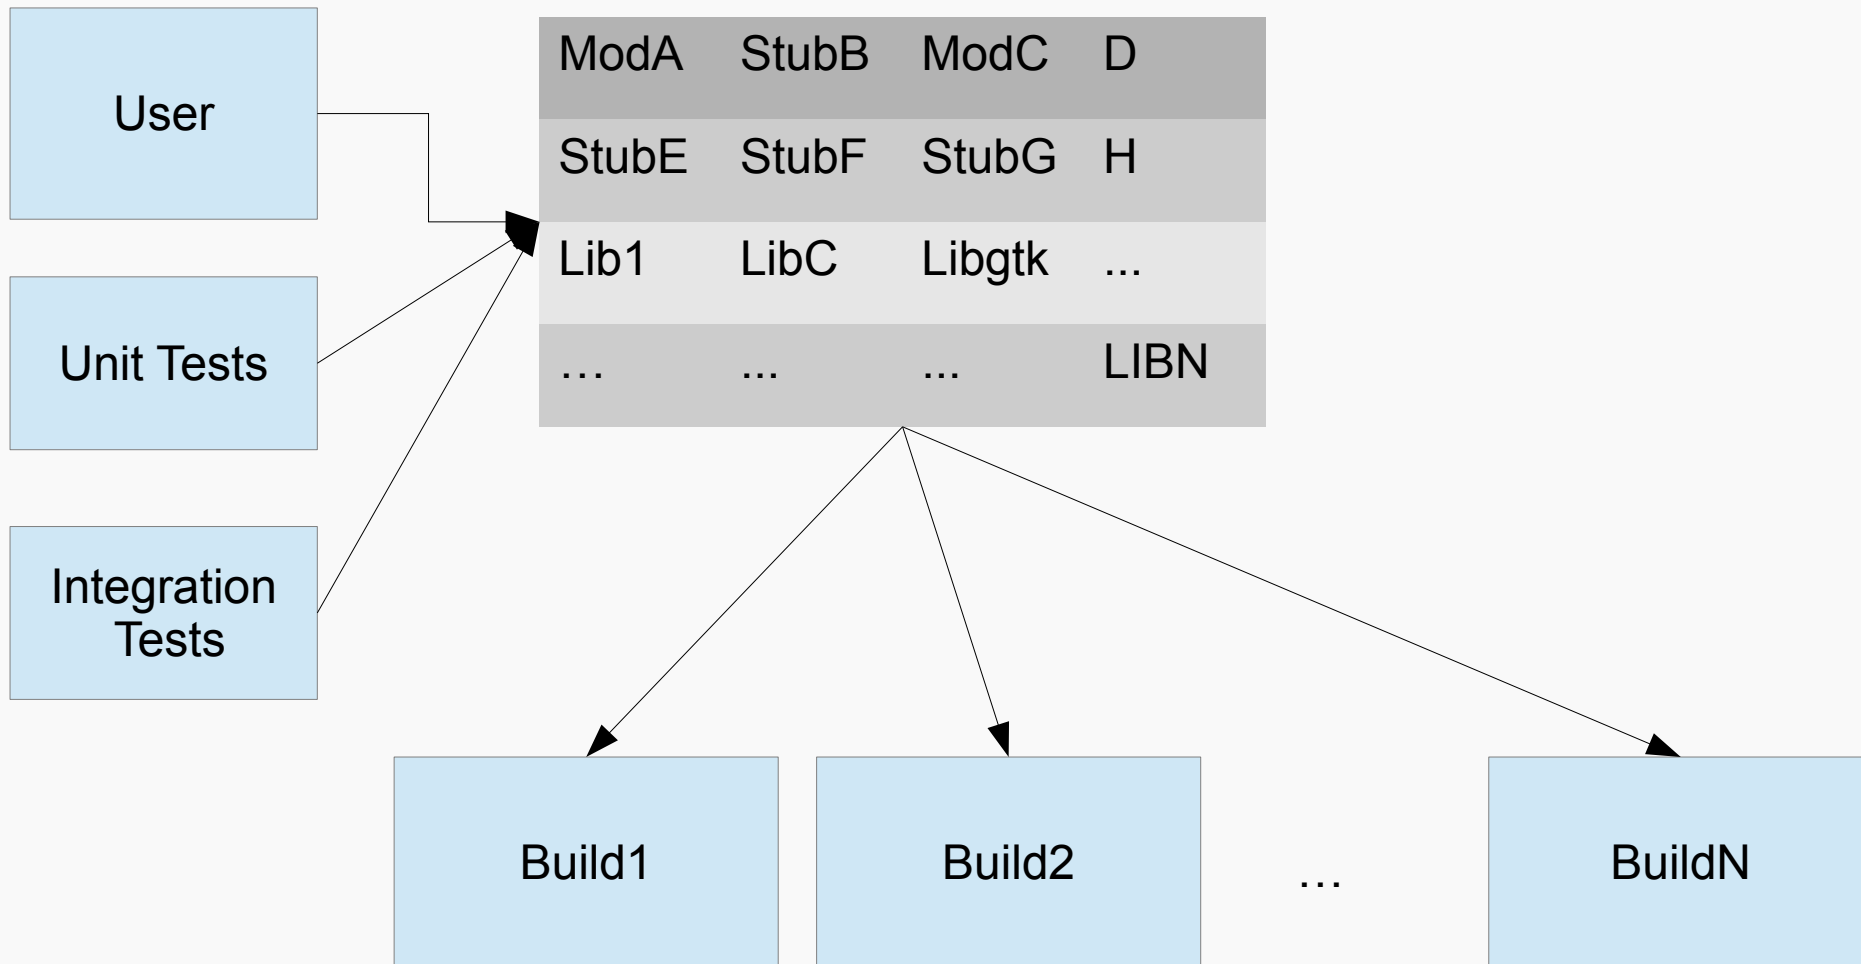 User
ModA StubB ModC D
StubE StubF StubG H
Lib1 LibC Libgtk ...
… ... ... LIBN
Unit Tests
Integration
Tests
Build1 Build2 … BuildN